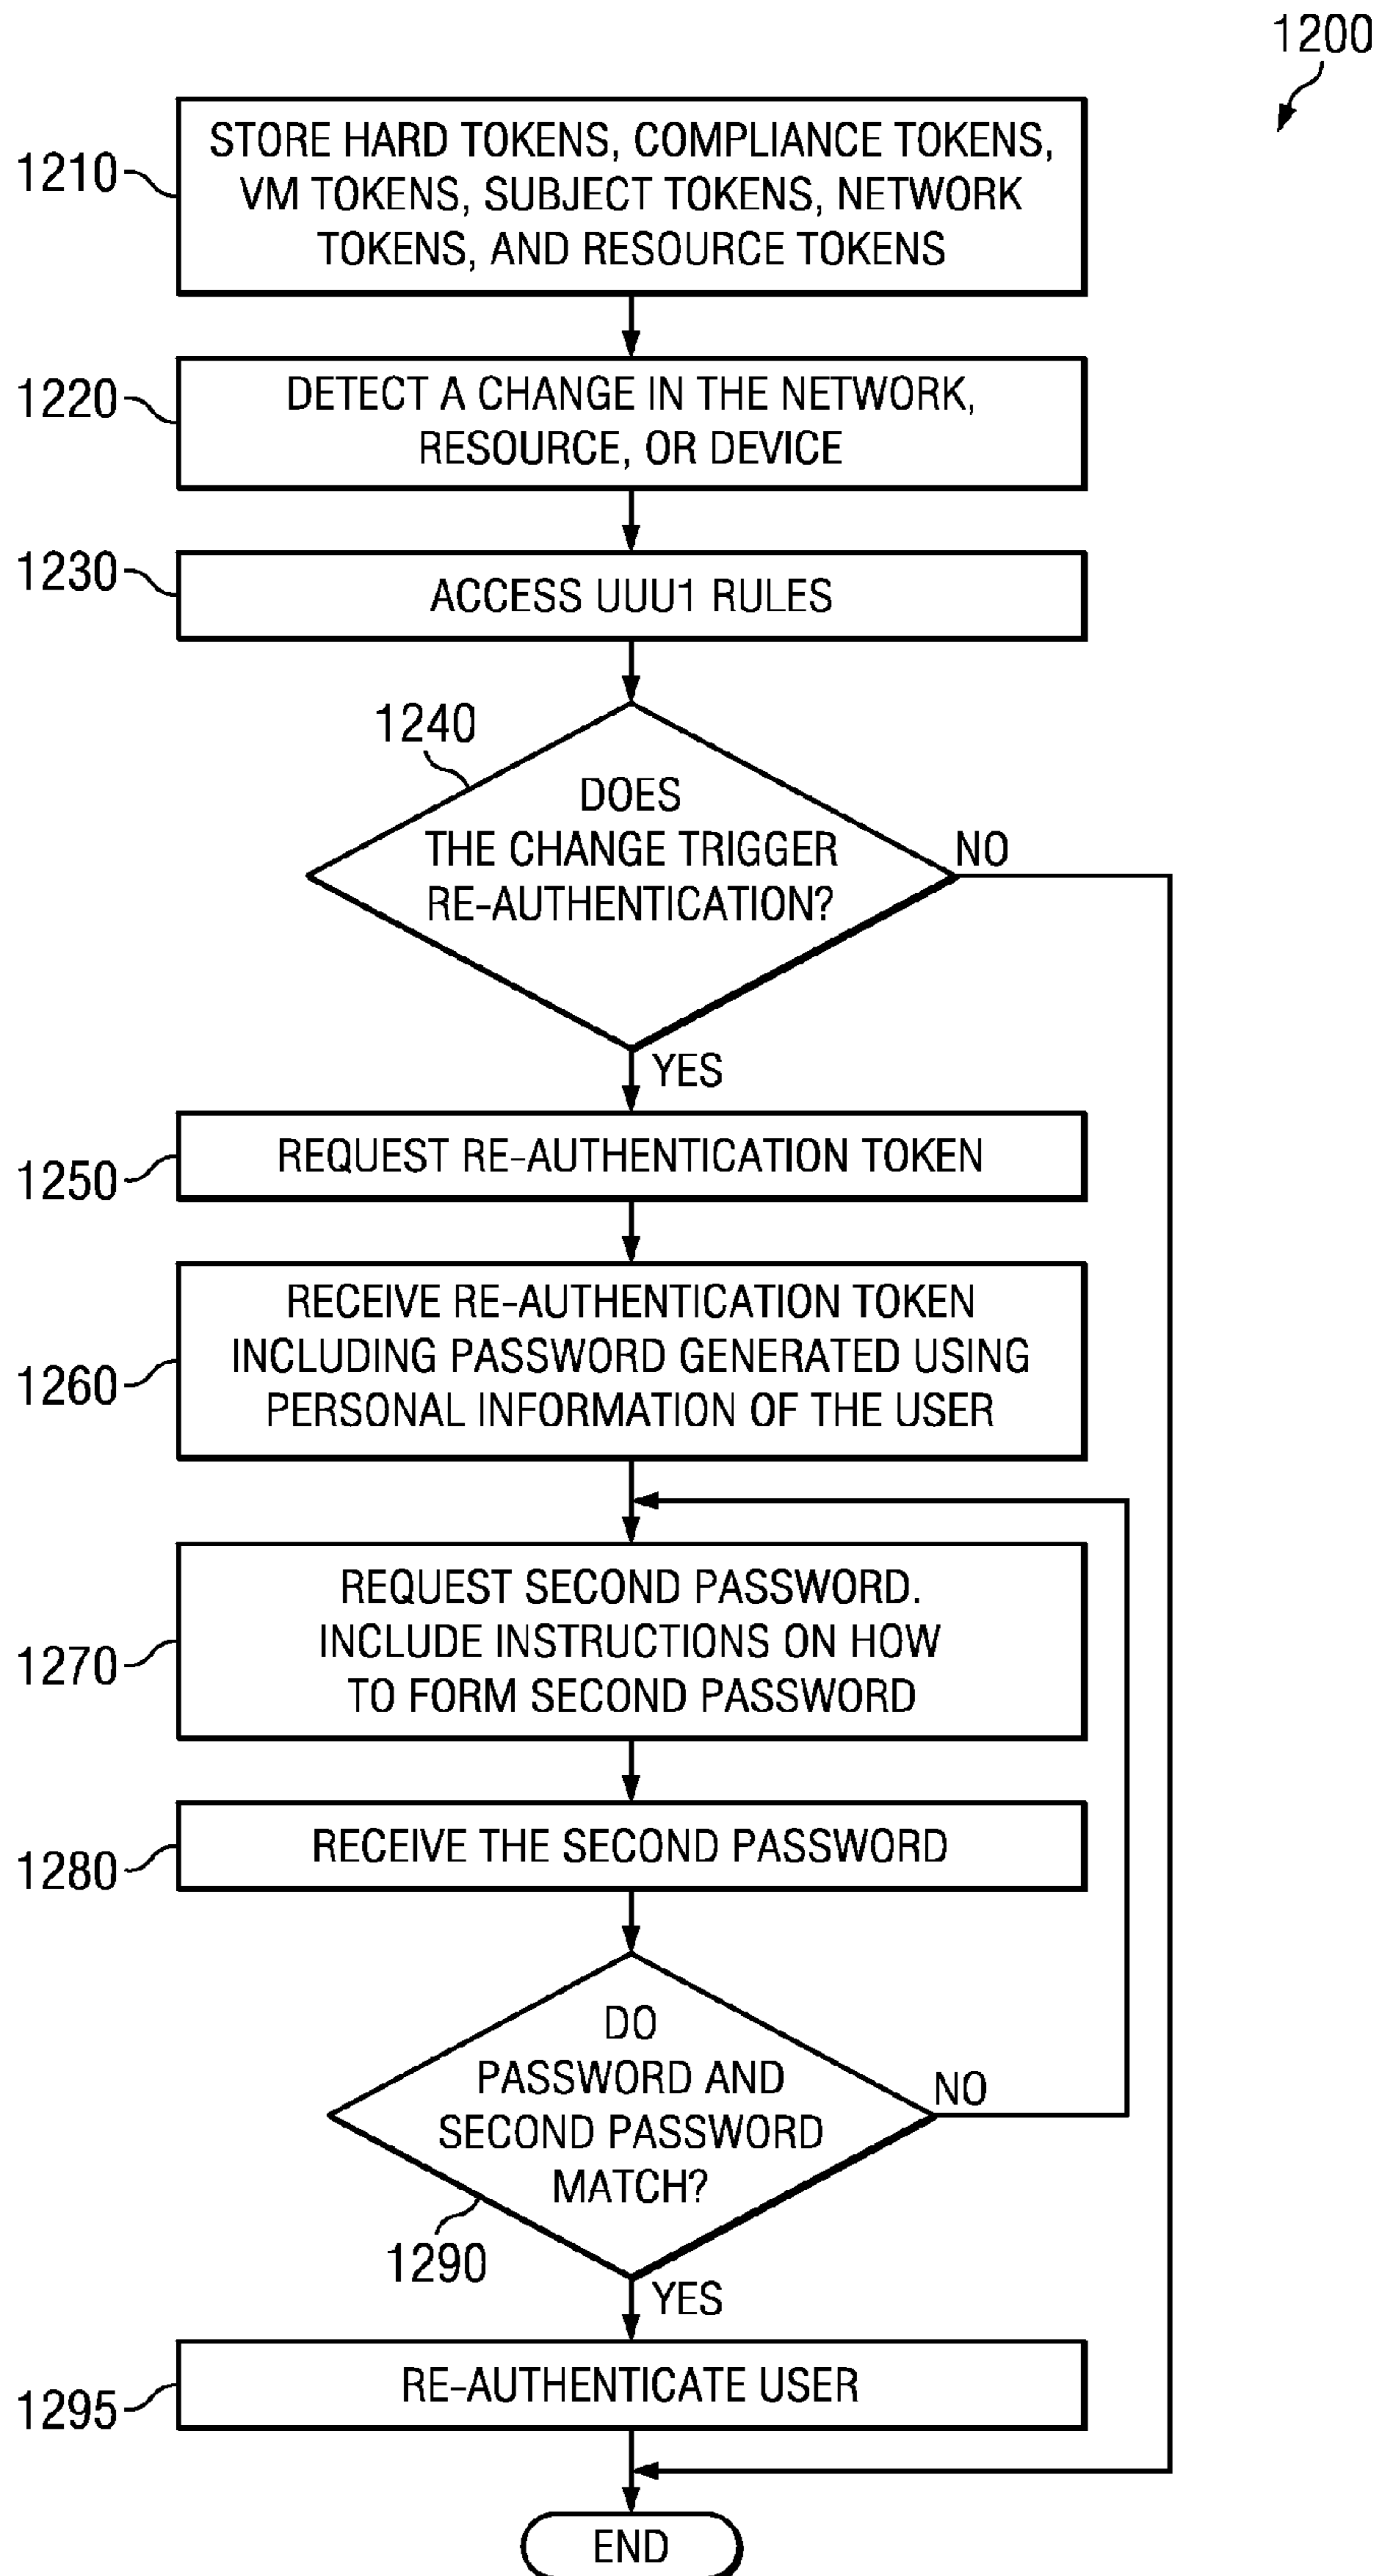 1200
1210
STORE HARD TOKENS, COMPLIANCE TOKENS,
VM TOKENS, SUBJECT TOKENS, NETWORK
TOKENS, AND RESOURCE TOKENS
1220
DETECT A CHANGE IN THE NETWORK,
RESOURCE, OR DEVICE
1230
ACCESS UUU1 RULES
1240
DOES
THE CHANGE TRIGGER
RE-AUTHENTICATION?
NO
YES
1250
REQUEST RE-AUTHENTICATION TOKEN
1260
RECEIVE RE-AUTHENTICATION TOKEN
INCLUDING PASSWORD GENERATED USING
PERSONAL INFORMATION OF THE USER
1270
REQUEST SECOND PASSWORD.
INCLUDE INSTRUCTIONS ON HOW
TO FORM SECOND PASSWORD
1280
RECEIVE THE SECOND PASSWORD
DO
PASSWORD AND
SECOND PASSWORD
MATCH?
NO
1290
YES
1295
RE-AUTHENTICATE USER
END